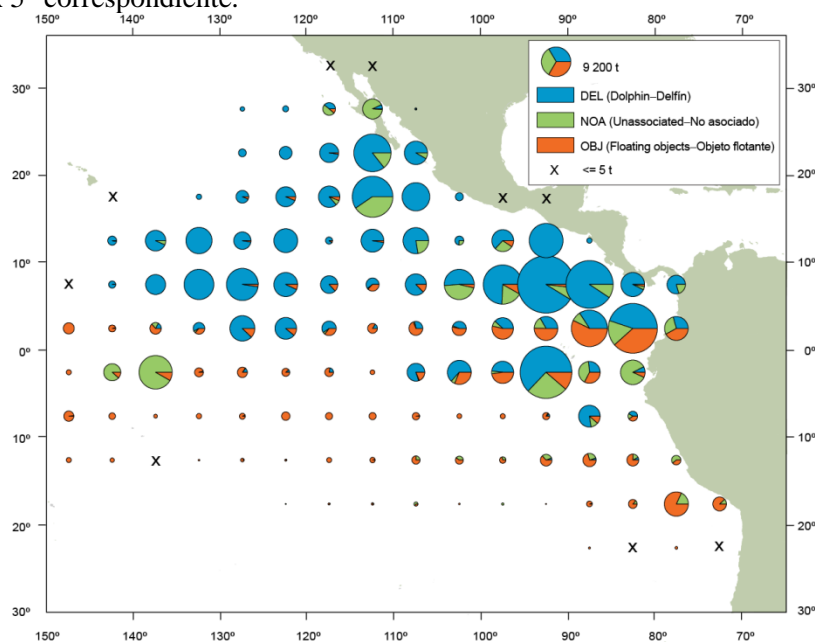 x 5° correspondiente.
150° 140° 130° 120° 110° 100° 90° 80° 70°
9 200 t
30° 30°
DEL (Dolphin–Delfín)
NOA (Unassociated–No asociado)
OBJ (Floating objects–Objeto flotante)
X <= 5 t
20° 20°
10° 10°
0° 0°
10° 10°
20° 20°
30° 30°
150° 140° 130° 120° 110° 100° 90° 80° 70°